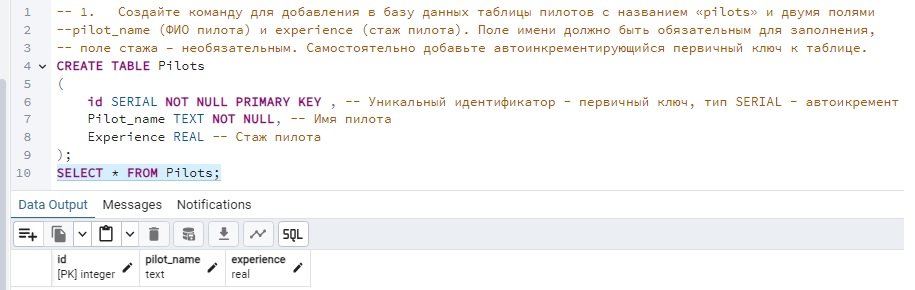 1 -- 1. Создайте команду для добавления в базу данных таблицы пилотов с названием «pilots» и двумя полями
2 --pilot_name (ФИО пилота) и experience (стаж пилота). Поле имени должно быть обязательным для заполнения,
3 -- поле стажа – необязательным. Самостоятельно добавьте автоинкрементирующийся первичный ключ к таблице.
4 CREATE TABLE Pilots
5 (
6 id SERIAL NOT NULL PRIMARY KEY , -- Уникальный идентификатор - первичный ключ, тип SERIAL - автоикремент
7 Pilot_name TEXT NOT NULL, -- Имя пилота
8 Experience REAL -- Стаж пилота
9 );
10 SELECT * FROM Pilots;
Data Output Messages Notifications
SQL
id pilot_name experience
[PK] integer text real